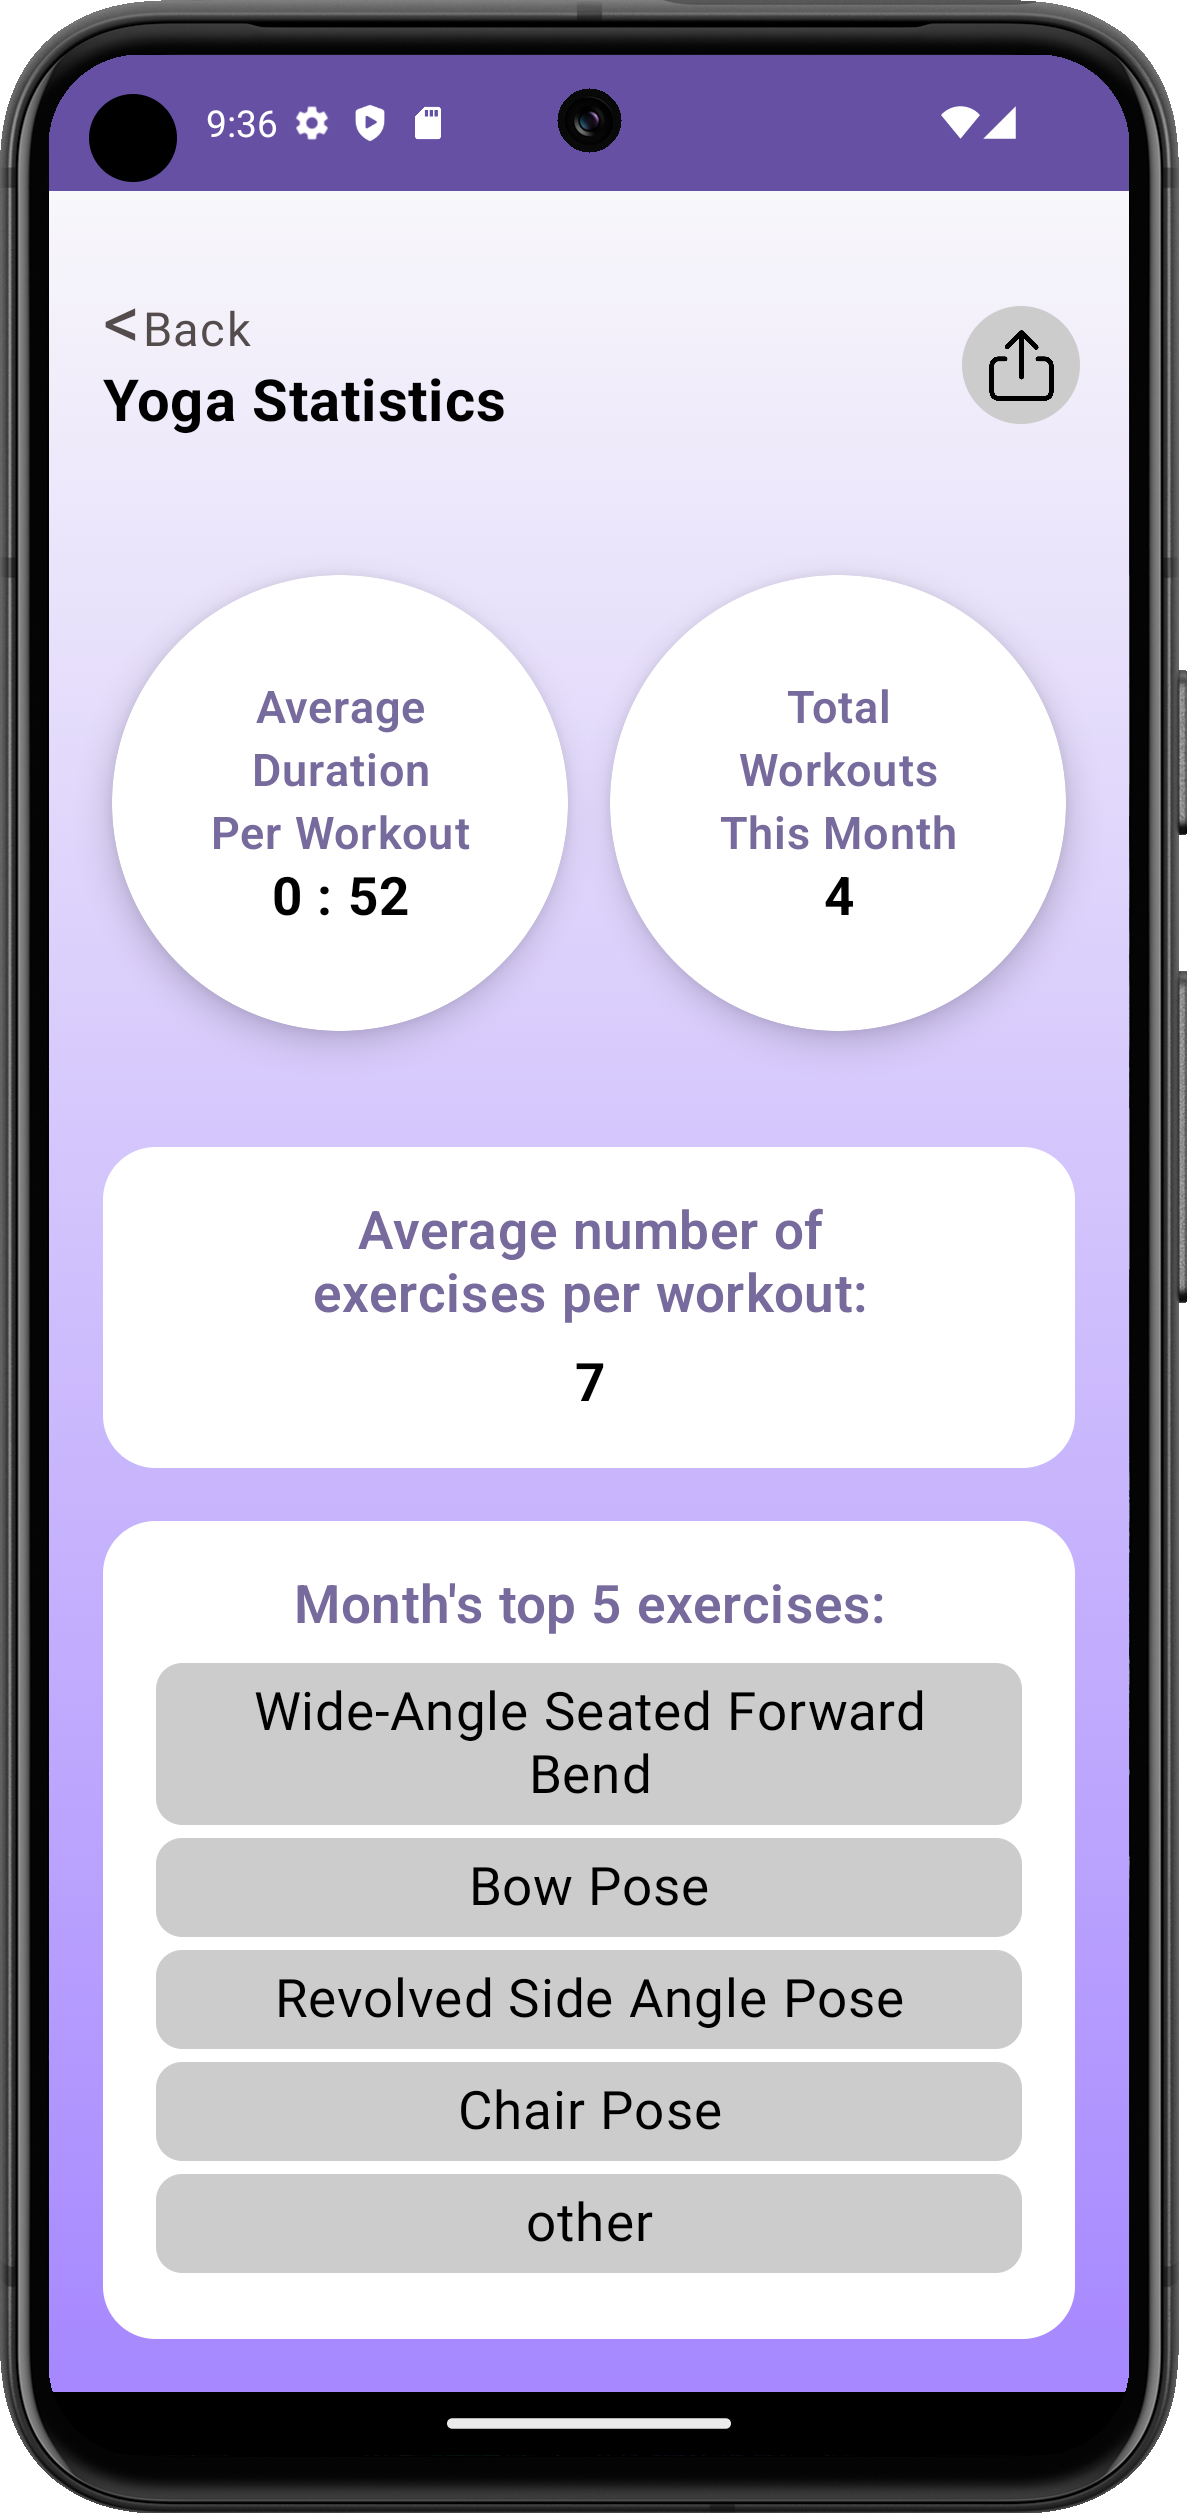 9:36
< Back
Yoga Statistics
Average
Duration
Per Workout
0 : 52
Total
Workouts
This Month
4
Average number of
exercises per workout:
7
Month's top 5 exercises:
Wide-Angle Seated Forward
Bend
Bow Pose
Revolved Side Angle Pose
Chair Pose
other